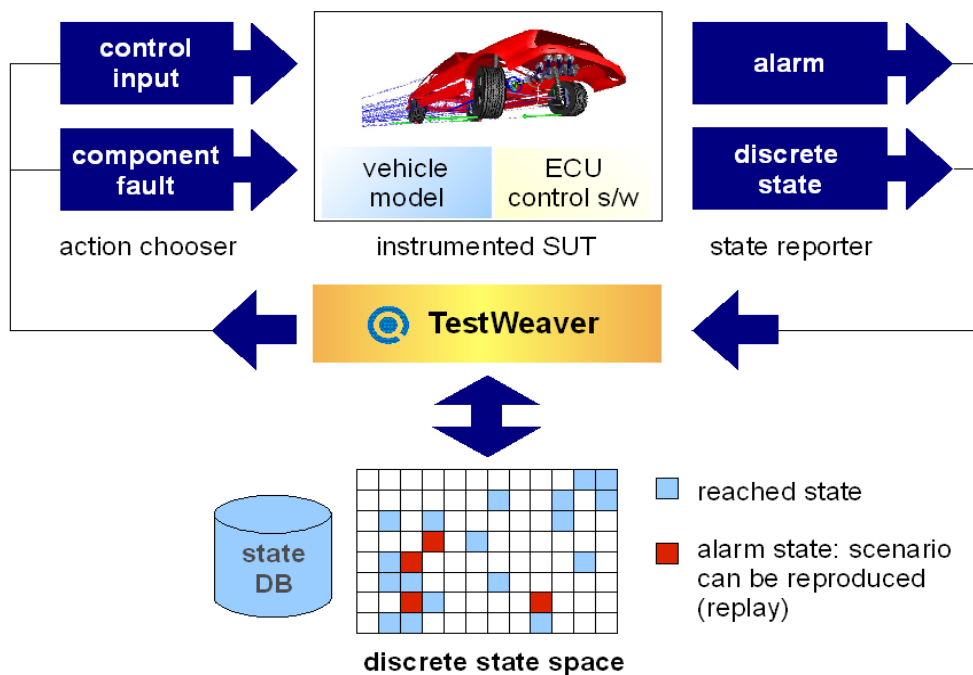 control
input
component
fault
action chooser
vehicle
model
ECU
control s/w
instrumented SUT
alarm
discrete
state
state reporter
TestWeaver
state
DB
reached state
alarm state: scenario
can be reproduced
(replay)
discrete state space